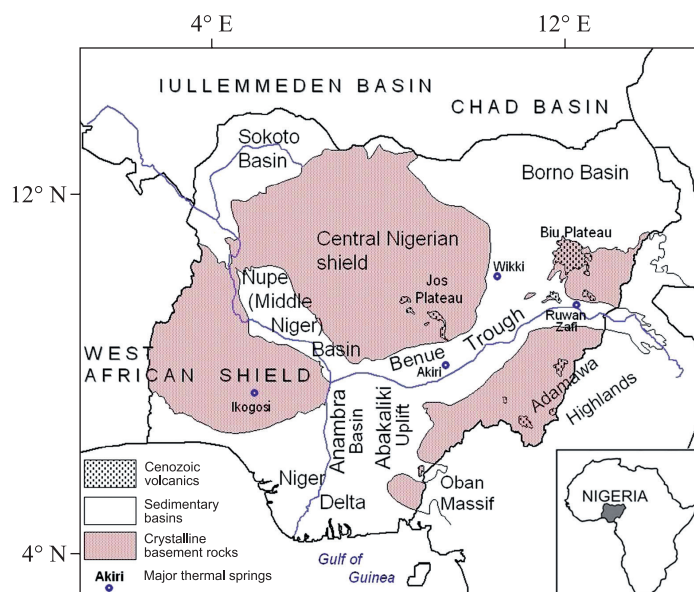 4° E
12° E
IULLEMMEDEN BASIN
CHAD BASIN
Sokoto
Basin
Borno Basin
12° N
Central Nigerian
shield
Biu Plateau
Wikki
Nupe
(Middle
Niger)
Basin
Jos
Plateau
Ruwan
Zafi
WEST
AFRICAN SHIELD
Benue Trough
Akiri
Ikogosi
Adamawa
Highlands
Anambra
Basin
Abakaliki
Uplift
Niger
Delta
Oban
Massif
Cenozoic
volcanics
Sedimentary
basins
Crystalline
basement rocks
Akiri
Major thermal springs
NIGERIA
4° N
Gulf of
Guinea